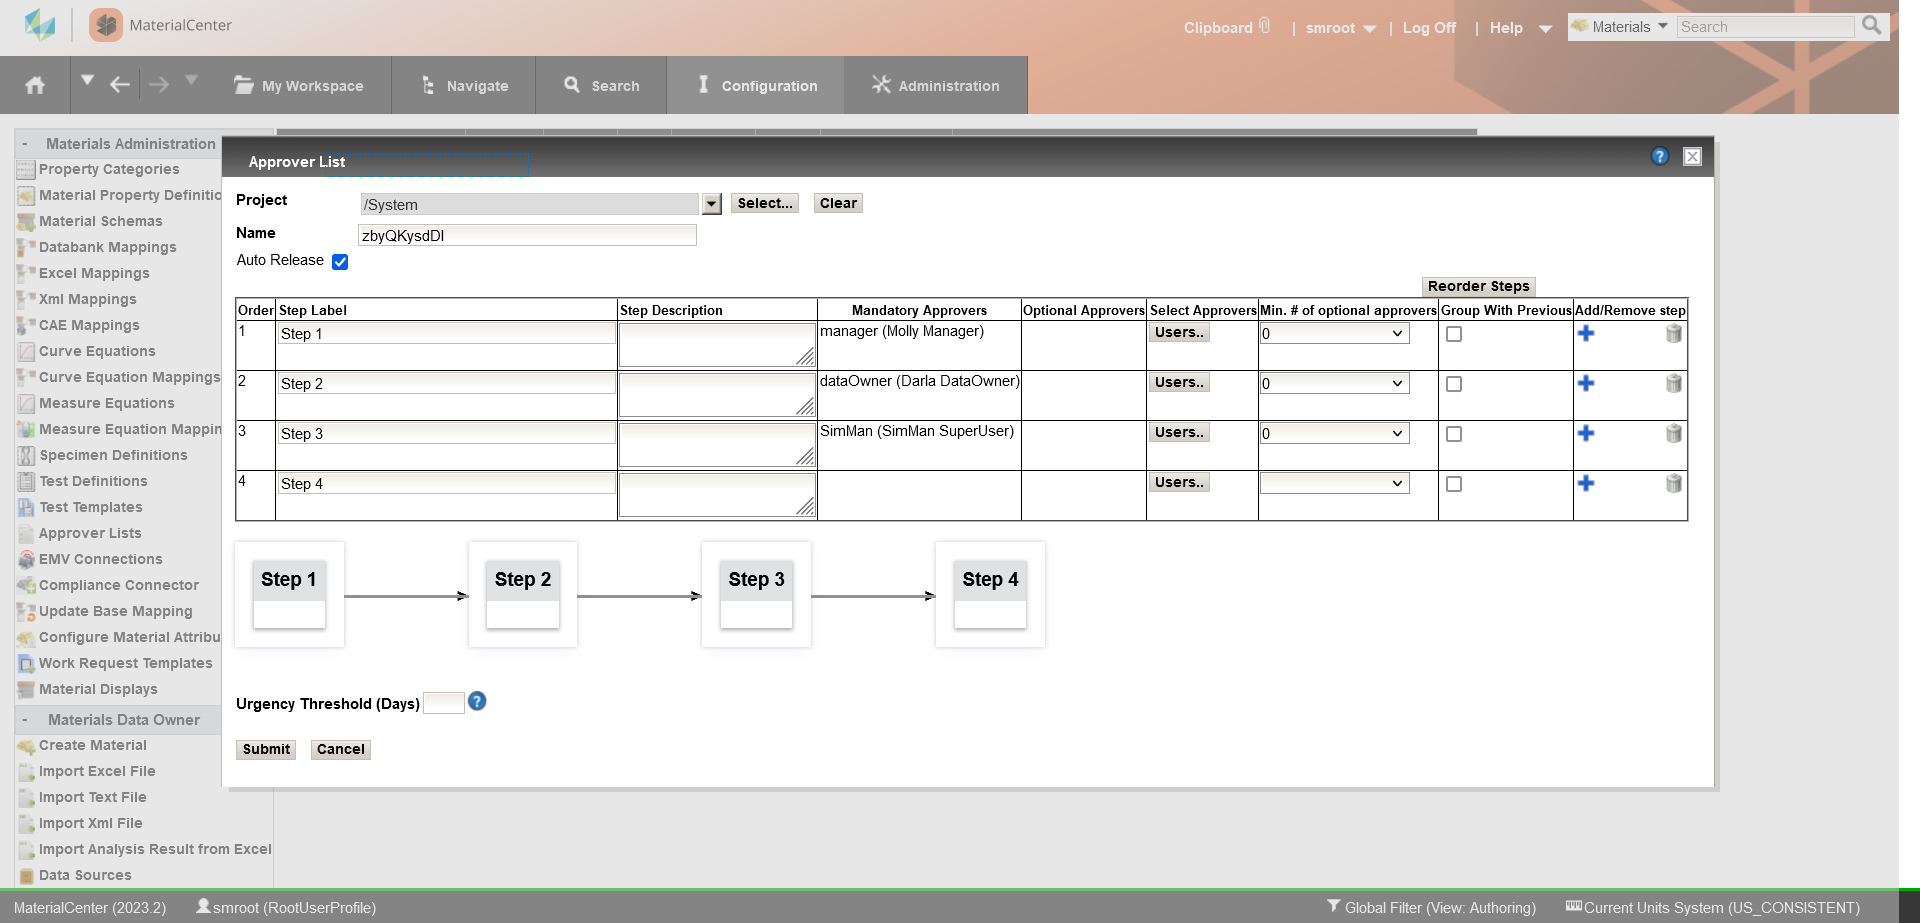 MaterialCenter
Clipboard | smroot | Log Off | Help Materials Search
My Workspace Navigate Search Configuration Administration
- Materials Administration
Property Categories
Material Property Definitio
Material Schemas
Databank Mappings
Excel Mappings
Xml Mappings
CAE Mappings
Curve Equations
Curve Equation Mappings
Measure Equations
Measure Equation Mappin
Specimen Definitions
Test Definitions
Test Templates
Approver Lists
EMV Connections
Compliance Connector
Update Base Mapping
Configure Material Attribu
Work Request Templates
Material Displays
- Materials Data Owner
Create Material
Import Excel File
Import Text File
Import Xml File
Import Analysis Result from Excel
Data Sources
Approver List ?
Project /System Select... Clear
Name zbyQKysdDI
Auto Release
Reorder Steps
Order Step Label Step Description Mandatory Approvers Optional Approvers Select Approvers Min. # of optional approvers Group With Previous Add/Remove step
1 Step 1 manager (Molly Manager) Users.. 0
2 Step 2 dataOwner (Darla DataOwner) Users.. 0
3 Step 3 SimMan (SimMan SuperUser) Users.. 0
4 Step 4 Users..
Step 1 Step 2 Step 3 Step 4
Urgency Threshold (Days) ?
Submit Cancel
MaterialCenter (2023.2) smroot (RootUserProfile) Global Filter (View: Authoring) Current Units System (US_CONSISTENT)